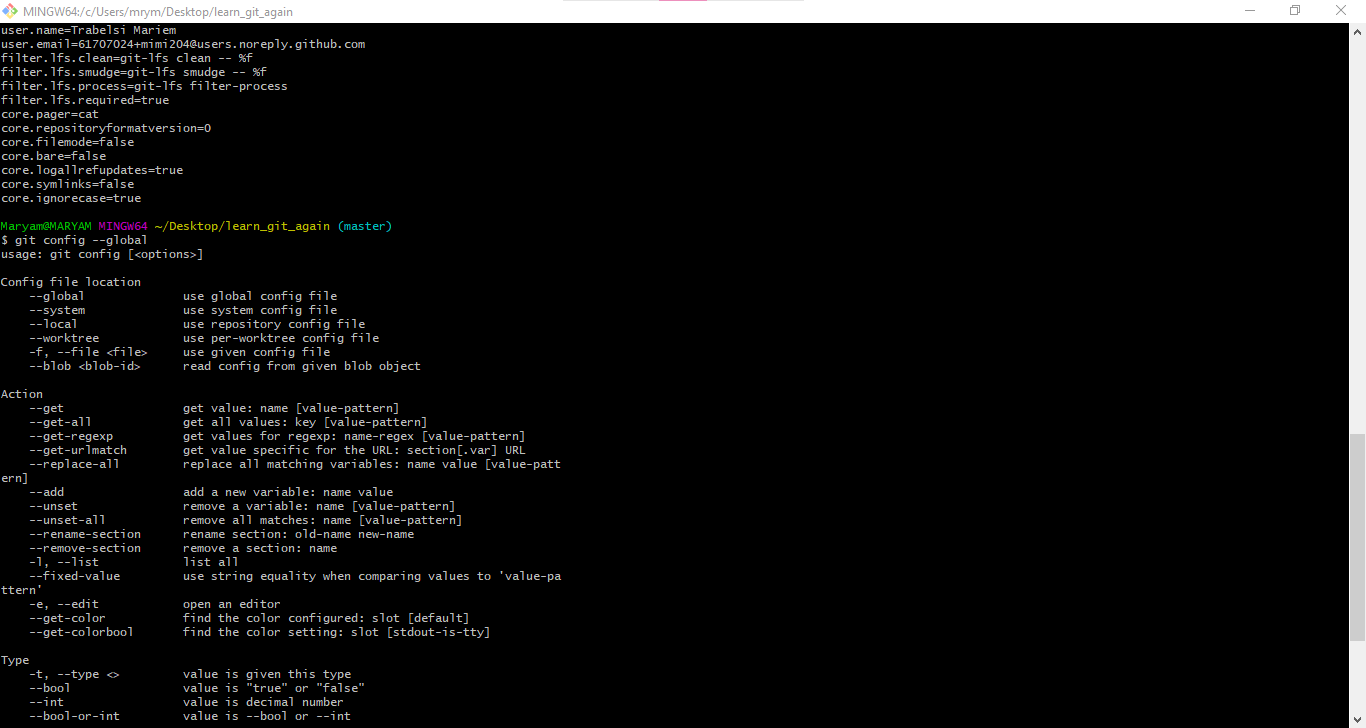 MINGW64:/c/Users/mrym/Desktop/learn_git_again
user.name=Trabelsi Mariem
user.email=61707024+mimi204@users.noreply.github.com
filter.lfs.clean=git-lfs clean -- %f
filter.lfs.smudge=git-lfs smudge -- %f
filter.lfs.process=git-lfs filter-process
filter.lfs.required=true
core.pager=cat
core.repositoryformatversion=0
core.filemode=false
core.bare=false
core.logallrefupdates=true
core.symlinks=false
core.ignorecase=true
Maryam@MARYAM MINGW64 ~/Desktop/learn_git_again (master)
$ git config --global
usage: git config [<options>]
Config file location
--global use global config file
--system use system config file
--local use repository config file
--worktree use per-worktree config file
-f, --file <file> use given config file
--blob <blob-id> read config from given blob object
Action
--get get value: name [value-pattern]
--get-all get all values: key [value-pattern]
--get-regexp get values for regexp: name-regex [value-pattern]
--get-urlmatch get value specific for the URL: section[.var] URL
--replace-all replace all matching variables: name value [value-patt
ern]
--add add a new variable: name value
--unset remove a variable: name [value-pattern]
--unset-all remove all matches: name [value-pattern]
--rename-section rename section: old-name new-name
--remove-section remove a section: name
-l, --list list all
--fixed-value use string equality when comparing values to 'value-pa
ttern'
-e, --edit open an editor
--get-color find the color configured: slot [default]
--get-colorbool find the color setting: slot [stdout-is-tty]
Type
-t, --type <> value is given this type
--bool value is "true" or "false"
--int value is decimal number
--bool-or-int value is --bool or --int